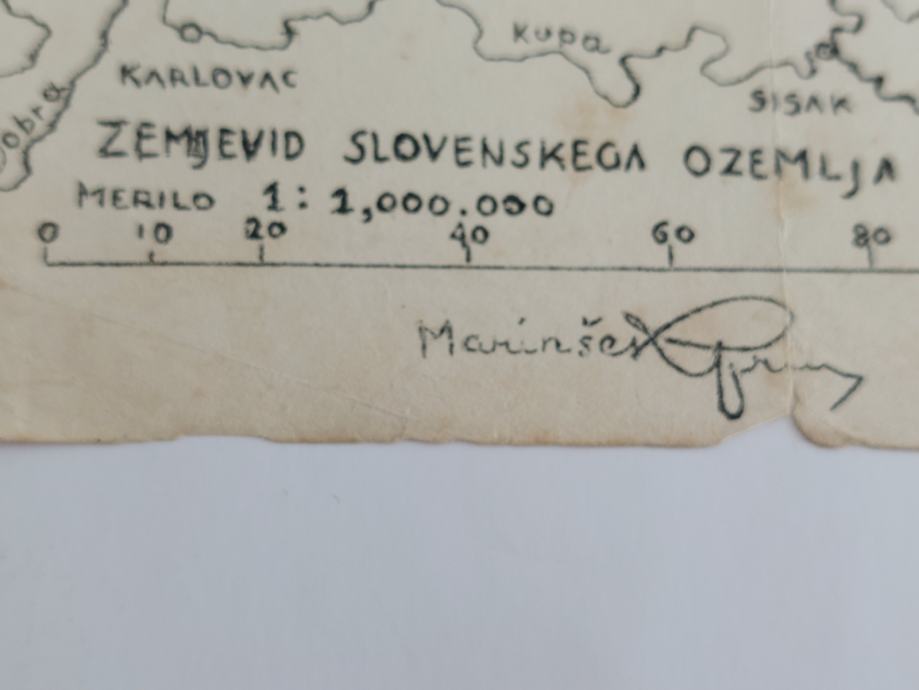 Kupa
KARLOVAC
SISAK
Dobra
ZEMJEVID SLOVENSKEGA OZEMLJA
MERILO 1: 1,000.000
0 10 20 40 60 80
Marinšek